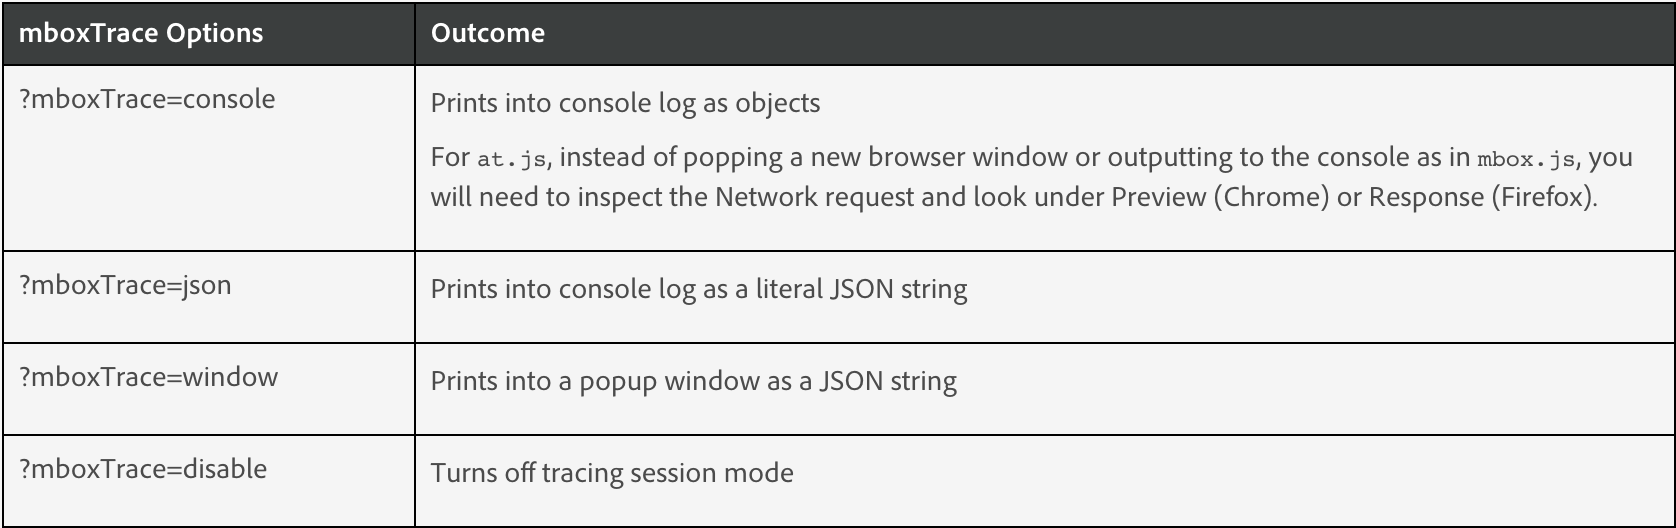 mboxTrace Options
Outcome
?mboxTrace=console
Prints into console log as objects
For at.js, instead of popping a new browser window or outputting to the console as in mbox.js, you
will need to inspect the Network request and look under Preview (Chrome) or Response (Firefox).
?mboxTrace=json
Prints into console log as a literal JSON string
?mboxTrace=window
Prints into a popup window as a JSON string
?mboxTrace=disable
Turns off tracing session mode